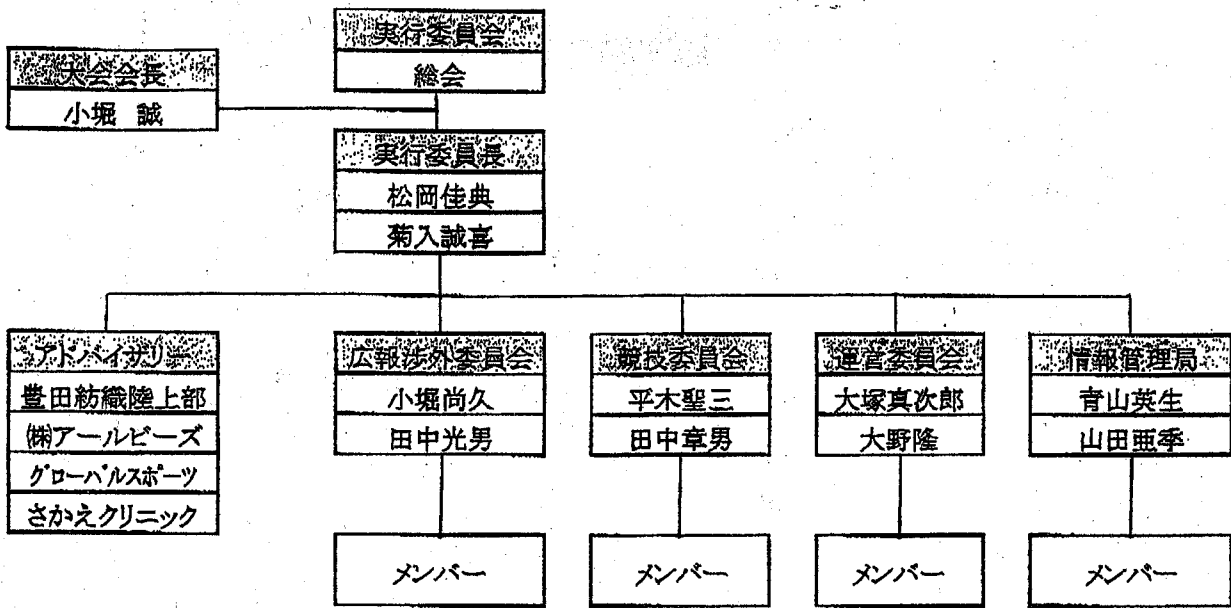 実行委員会
総会
大会会長
小堀 誠
実行委員長
松岡佳典
菊入誠喜
アドバイザリー
豊田紡織陸上部
㈱アールビーズ
グローバルスポーツ
さかえクリニック
広報渉外委員会
小堀尚久
田中光男
メンバー
競技委員会
平木聖三
田中章男
メンバー
運営委員会
大塚真次郎
大野隆
メンバー
情報管理局
青山英生
山田亜季
メンバー